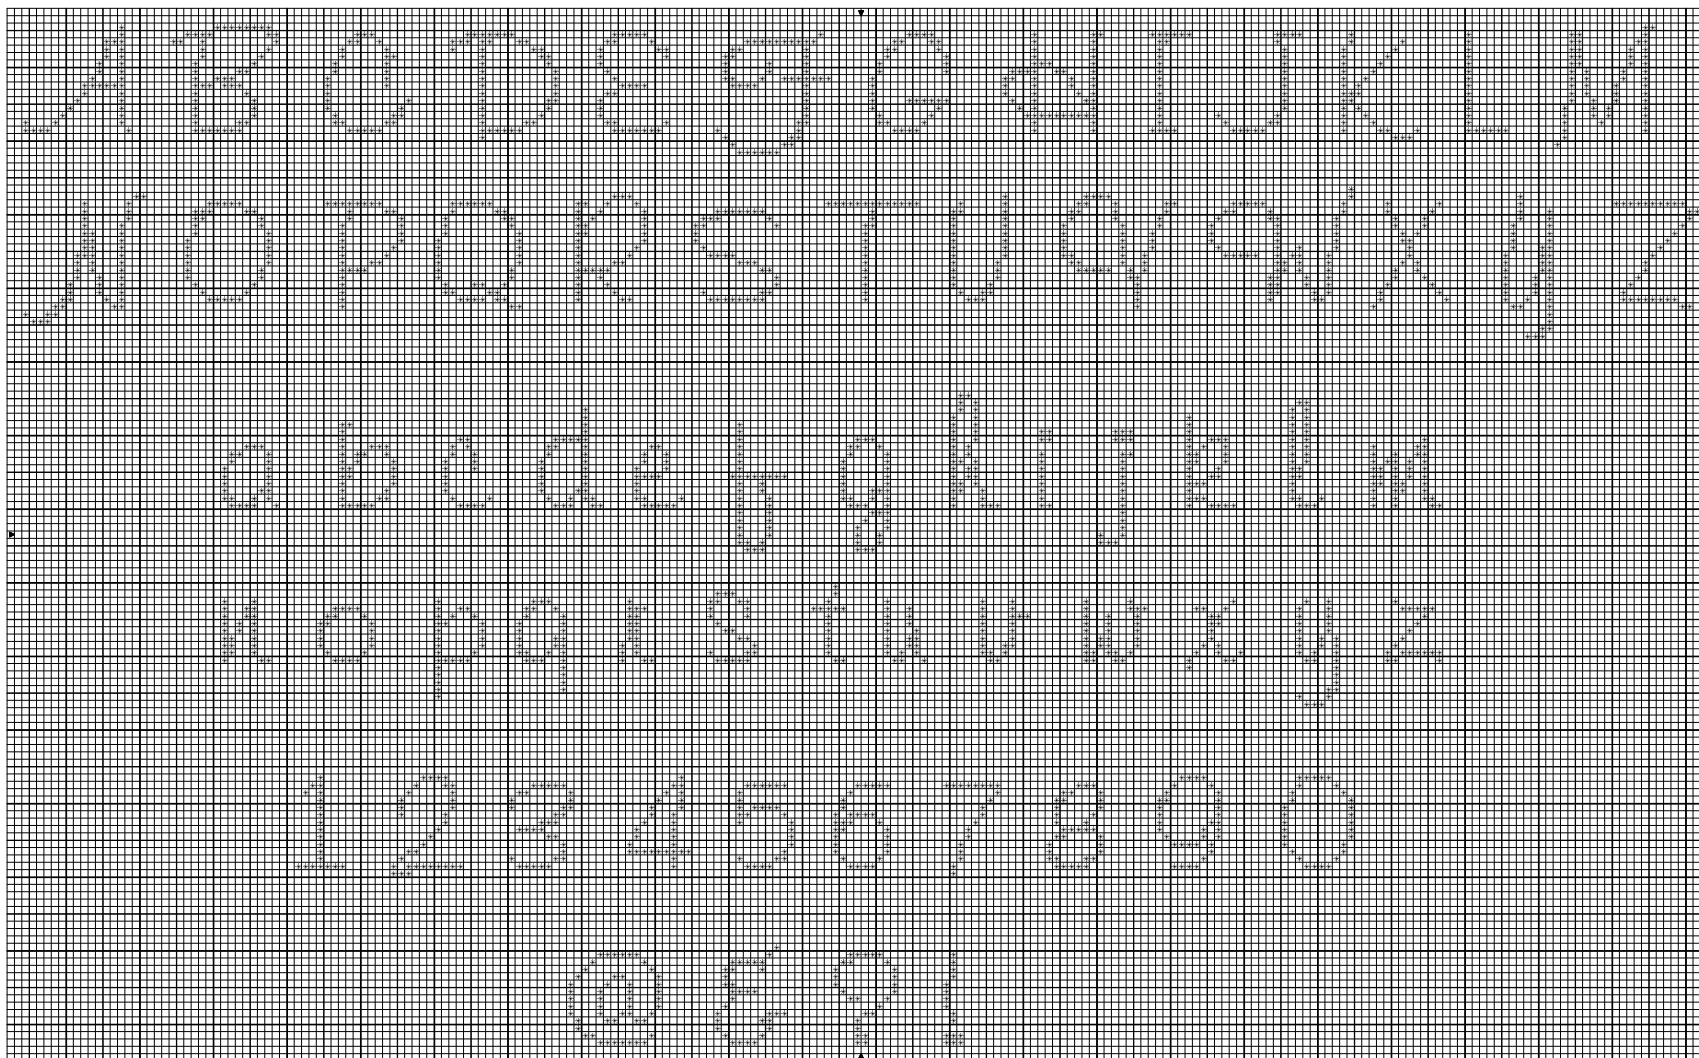 A B C D E F G H I J K L M
N O P Q R S T U V W X Y Z
a b c d e f g h i j k l m
n o p q r s t u v w x y z
1 2 3 4 5 6 7 8 9 0
@ & ? !